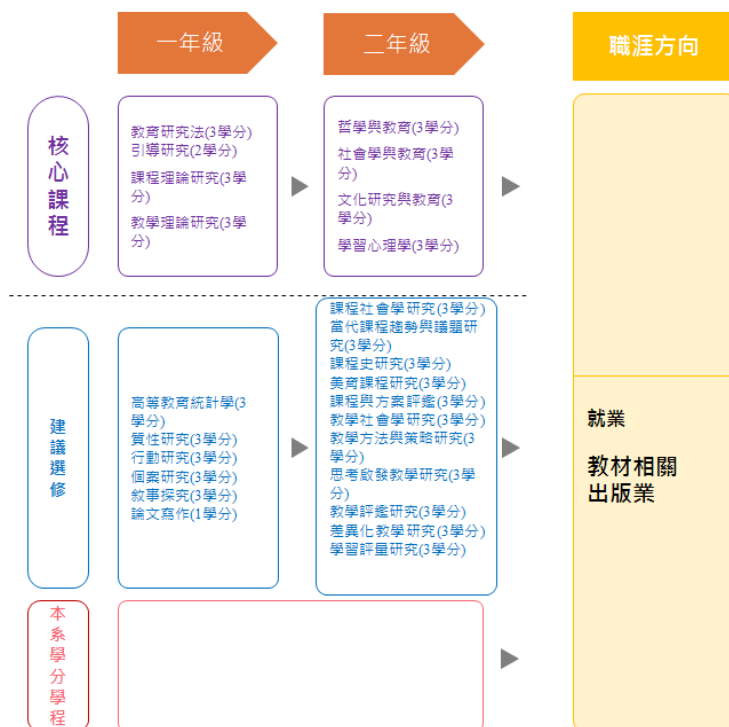 一年級
二年級
職涯方向
核心課程
教育研究法(3學分)
引導研究(2學分)
課程理論研究(3學
分)
教學理論研究(3學
分)
哲學與教育(3學分)
社會學與教育(3學
分)
文化研究與教育(3
學分)
學習心理學(3學分)
建議選修
高等教育統計學(3
學分)
質性研究(3學分)
行動研究(3學分)
個案研究(3學分)
敘事探究(3學分)
論文寫作(1學分)
課程社會學研究(3學分)
當代課程趨勢與議題研
究(3學分)
課程史研究(3學分)
美育課程研究(3學分)
課程與方案評鑑(3學分)
教學社會學研究(3學分)
教學方法與策略研究(3
學分)
思考啟發教學研究(3學
分)
教學評鑑研究(3學分)
差異化教學研究(3學分)
學習評量研究(3學分)
就業
教材相關
出版業
本系學分學程